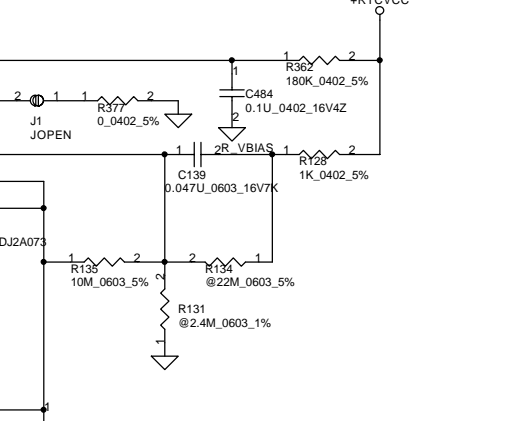 +RTCVCC
1
2
1
R362
180K_0402_5%
C484
0.1U_0402_16V4Z
2
2
1
1
2
R377
0_0402_5%
J1
JOPEN
1
2
R_VBIAS
1
2
R128
1K_0402_5%
C139
0.047U_0603_16V7K
DJ2A073
1
2
2
1
R135
10M_0603_5%
R134
@22M_0603_5%
2
R131
@2.4M_0603_1%
1
1